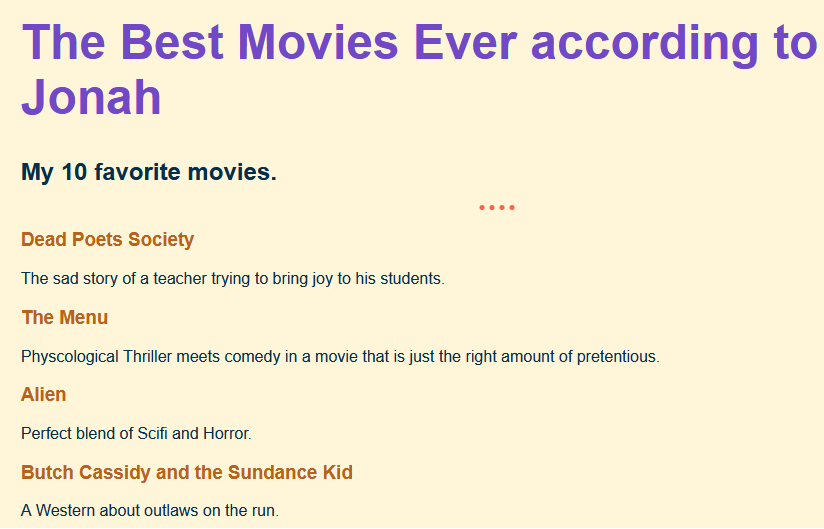 The Best Movies Ever according to
Jonah
My 10 favorite movies.
Dead Poets Society
The sad story of a teacher trying to bring joy to his students.
The Menu
Physcological Thriller meets comedy in a movie that is just the right amount of pretentious.
Alien
Perfect blend of Scifi and Horror.
Butch Cassidy and the Sundance Kid
A Western about outlaws on the run.